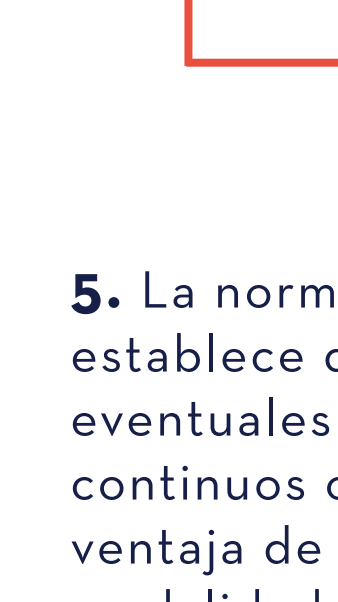 5. La norm
establece
eventuales
continuos
ventaja de